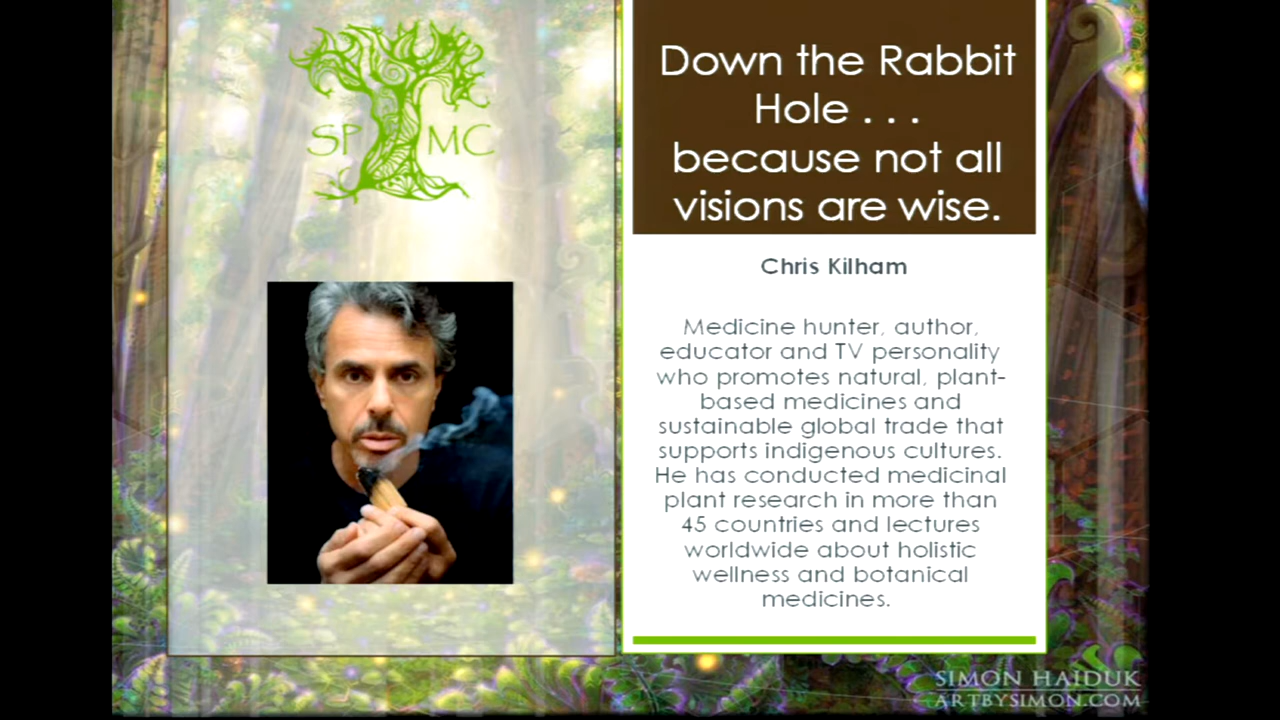 SP MC
Down the Rabbit
Hole . . .
because not all
visions are wise.
Chris Kilham
Medicine hunter, author,
educator and TV personality
who promotes natural, plant-
based medicines and
sustainable global trade that
supports indigenous cultures.
He has conducted medicinal
plant research in more than
45 countries and lectures
worldwide about holistic
wellness and botanical
medicines.
SIMON HAIDUK
ARTBYSIMON.COM